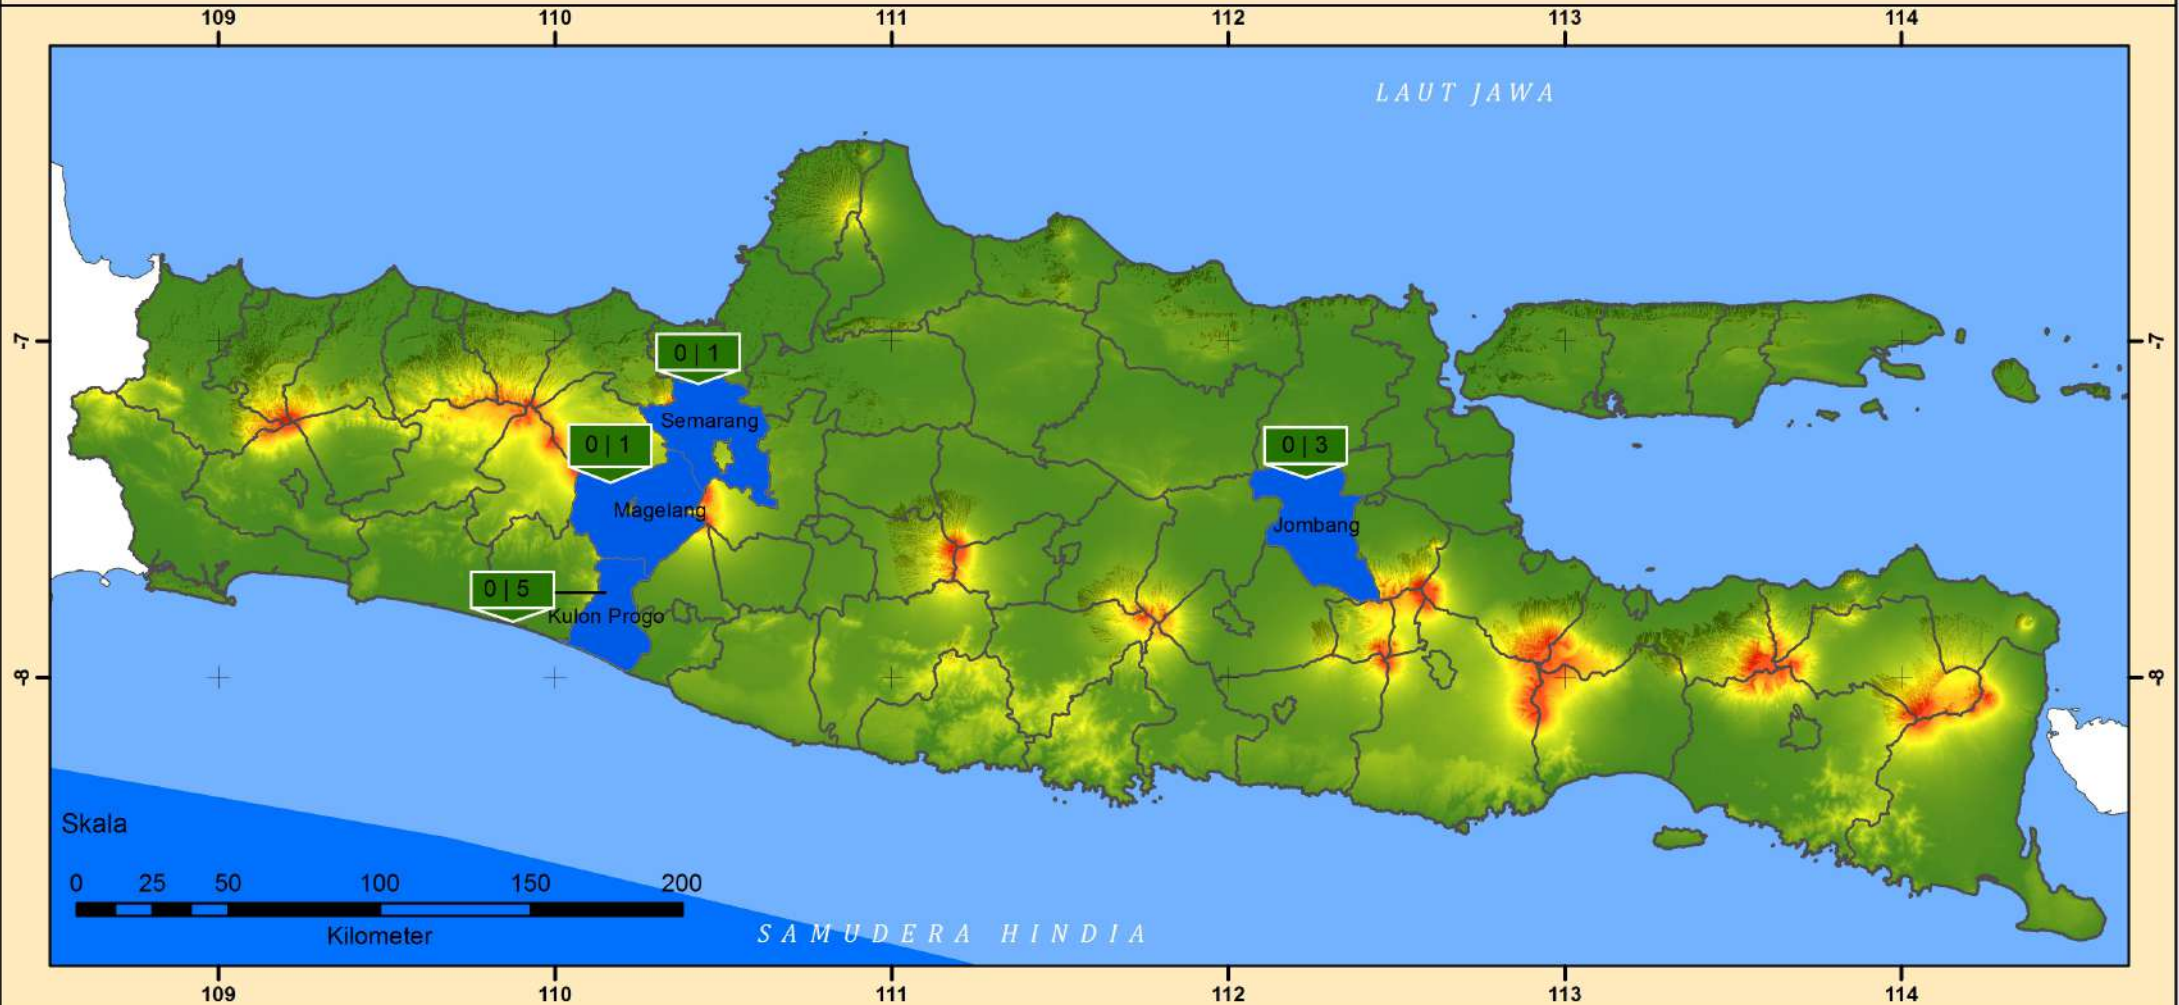 109 110 111 112 113 114
LAUT JAWA
-7 -7
0 | 1
Semarang
0 | 1
0 | 3
Magelang
Jombang
0 | 5
Kulon Progo
-8 -8
Skala
0 25 50 100 150 200
Kilometer
SAMUDERA HINDIA
109 110 111 112 113 114